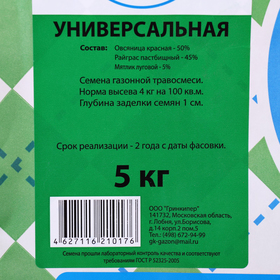 УНИВЕРСАЛЬНАЯ
Состав: Овсяница красная - 50%
Райграс пастбищный - 45%
Мятлик луговой - 5%
Семена газонной травосмеси.
Норма высева 4 кг на 100 кв.м.
Глубина заделки семян 1 см.
Срок реализации - 2 года с даты фасовки.
5 кг
ООО "Гринкипер"
141732, Московская область,
г.Лобня, ул.Борисова,
д.14 корп.2 пом.5
Тел.: (498) 672-94-99
gk-gazon@mail.ru
4 627116 210176
Семена прошли лабораторный контроль качества и соответствуют
требованиям ГОСТ Р 52325-2005.